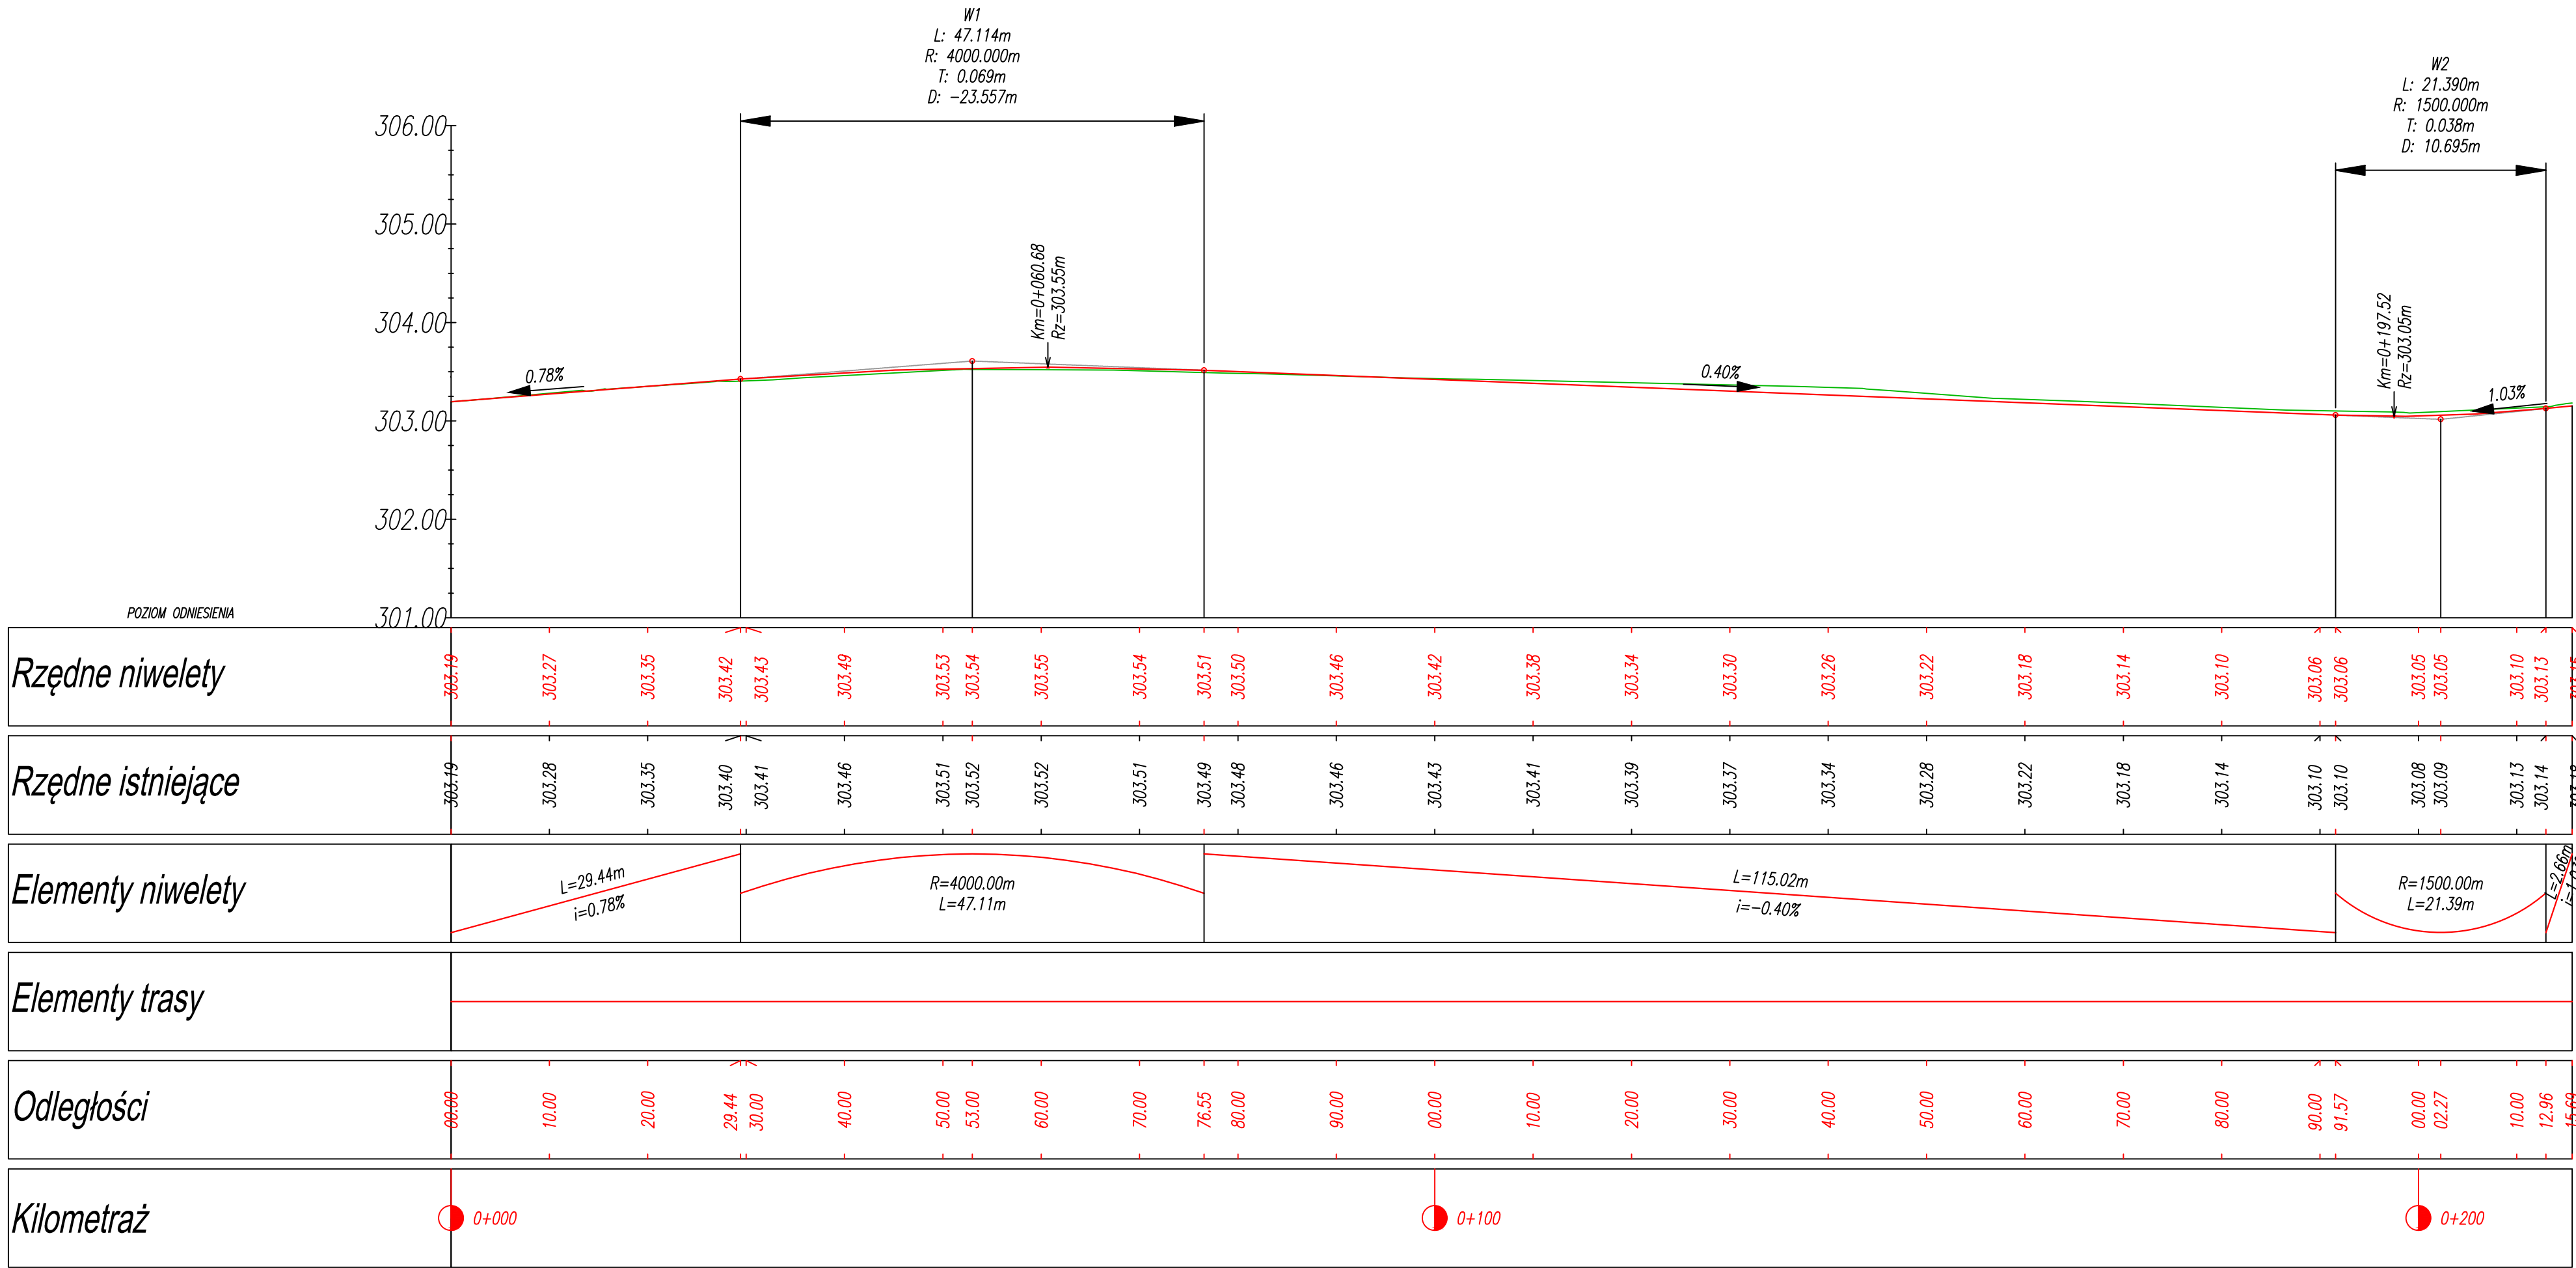 W1
L: 47.114m
R: 4000.000m
T: 0.069m
D: -23.557m
W2
L: 21.390m
R: 1500.000m
T: 0.038m
D: 10.695m
306.00
305.00
304.00
303.00
302.00
301.00
0.78%
Km=0+060.68
Rz=303.55m
0.40%
Km=0+197.52
Rz=303.05m
1.03%
POZIOM ODNIESIENIA
Rzędne niwelety
303.19 303.27 303.35 303.42 303.43 303.49 303.53 303.54 303.55 303.54 303.51 303.50 303.46 303.42 303.38 303.34 303.30 303.26 303.22 303.18 303.14 303.10 303.06 303.06 303.05 303.05 303.10 303.13
Rzędne istniejące
303.19 303.28 303.35 303.40 303.41 303.46 303.51 303.52 303.52 303.51 303.49 303.48 303.46 303.43 303.41 303.39 303.37 303.34 303.28 303.22 303.18 303.14 303.10 303.10 303.08 303.09 303.13 303.14
Elementy niwelety
L=29.44m
i=0.78%
R=4000.00m
L=47.11m
L=115.02m
i=-0.40%
R=1500.00m
L=21.39m
L=2.66m
Elementy trasy
Odległości
00.00 10.00 20.00 29.44 30.00 40.00 50.00 53.00 60.00 70.00 76.55 80.00 90.00 00.00 10.00 20.00 30.00 40.00 50.00 60.00 70.00 80.00 90.00 91.57 00.00 02.27 10.00 12.96
Kilometraż
0+000
0+100
0+200